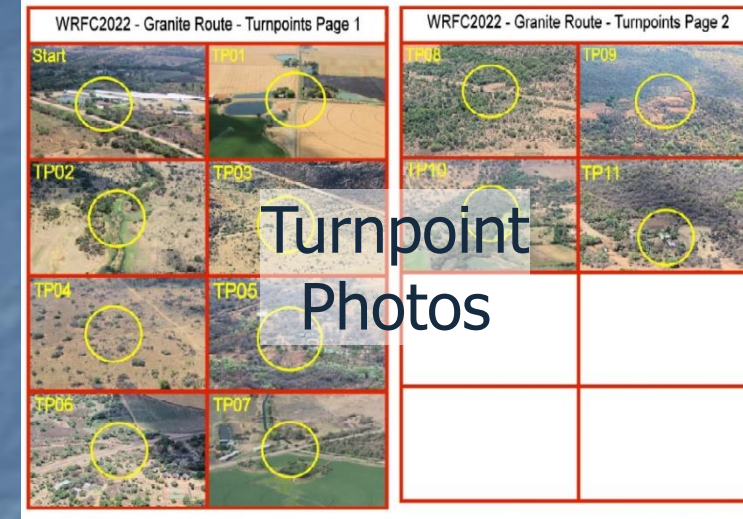 WRFC2022 - Granite Route - Turnpoints Page 1
Start
TP01
TP02
TP03
TP04
TP05
TP06
TP07
WRFC2022 - Granite Route - Turnpoints Page 2
TP08
TP09
TP10
TP11
Turnpoint
Photos